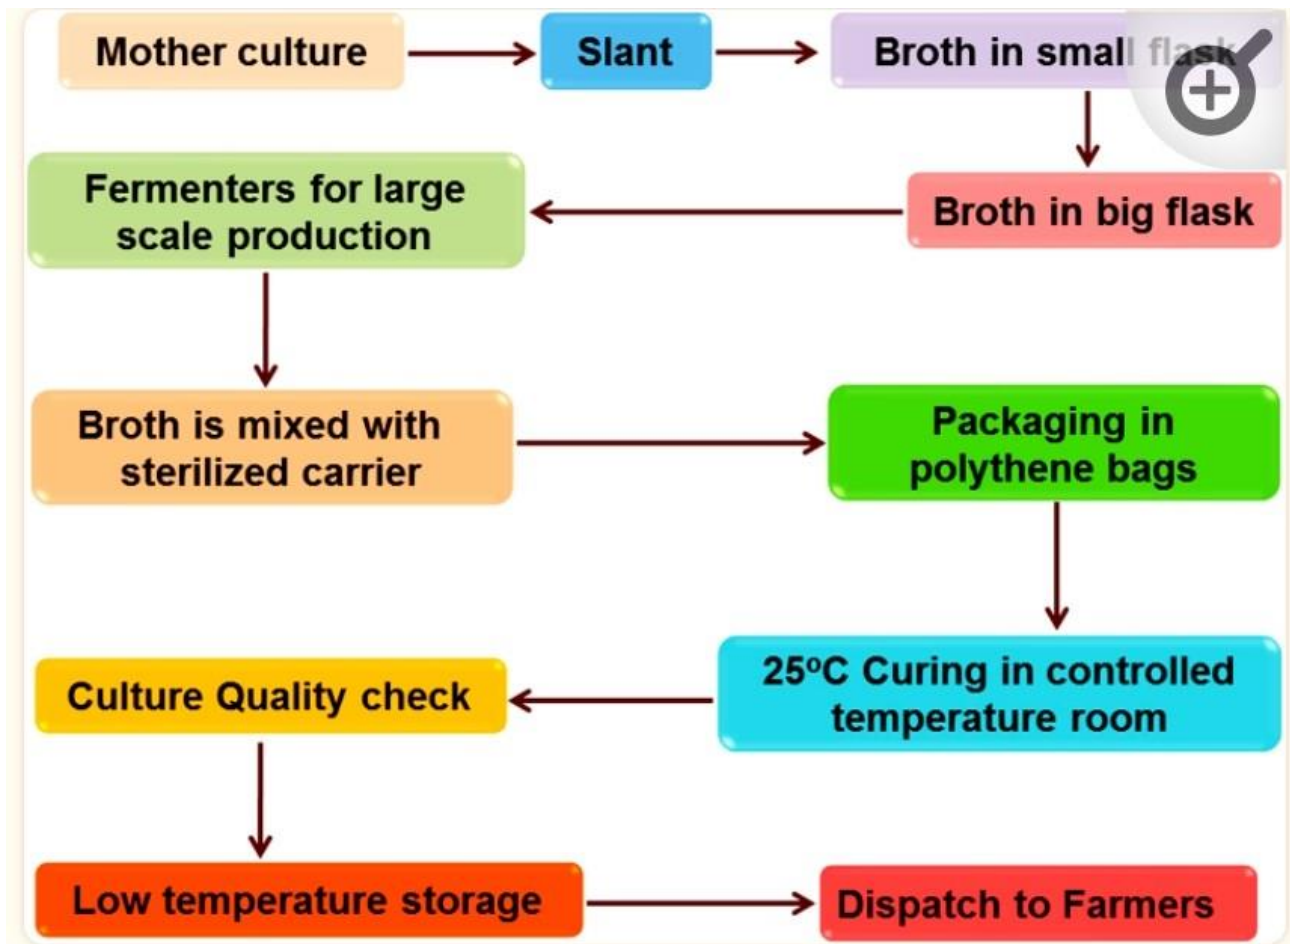 Mother culture
Slant
Broth in small flask
Broth in big flask
Fermenters for large
scale production
Broth is mixed with
sterilized carrier
Packaging in
polythene bags
25ºC Curing in controlled
temperature room
Culture Quality check
Low temperature storage
Dispatch to Farmers